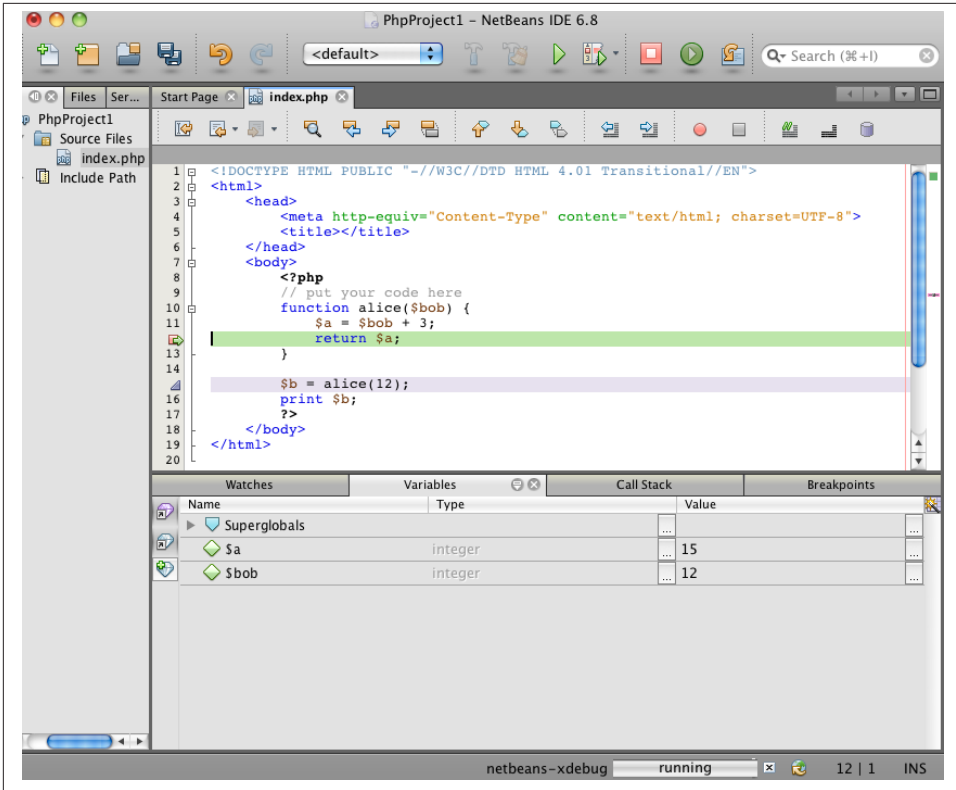 PhpProject1 – NetBeans IDE 6.8
<default>
Search (⌘+I)
Files Ser...
Start Page index.php
PhpProject1
Source Files
index.php
Include Path
1 <!DOCTYPE HTML PUBLIC "-//W3C//DTD HTML 4.01 Transitional//EN">
2 <html>
3 <head>
4 <meta http-equiv="Content-Type" content="text/html; charset=UTF-8">
5 <title></title>
6 </head>
7 <body>
8 <?php
9 // put your code here
10 function alice($bob) {
11 $a = $bob + 3;
return $a;
13 }
14
$b = alice(12);
16 print $b;
17 ?>
18 </body>
19 </html>
20
Watches Variables Call Stack Breakpoints
Name Type Value
Superglobals ... ...
$a integer ... 15 ...
$bob integer ... 12 ...
netbeans-xdebug running 12 | 1 INS